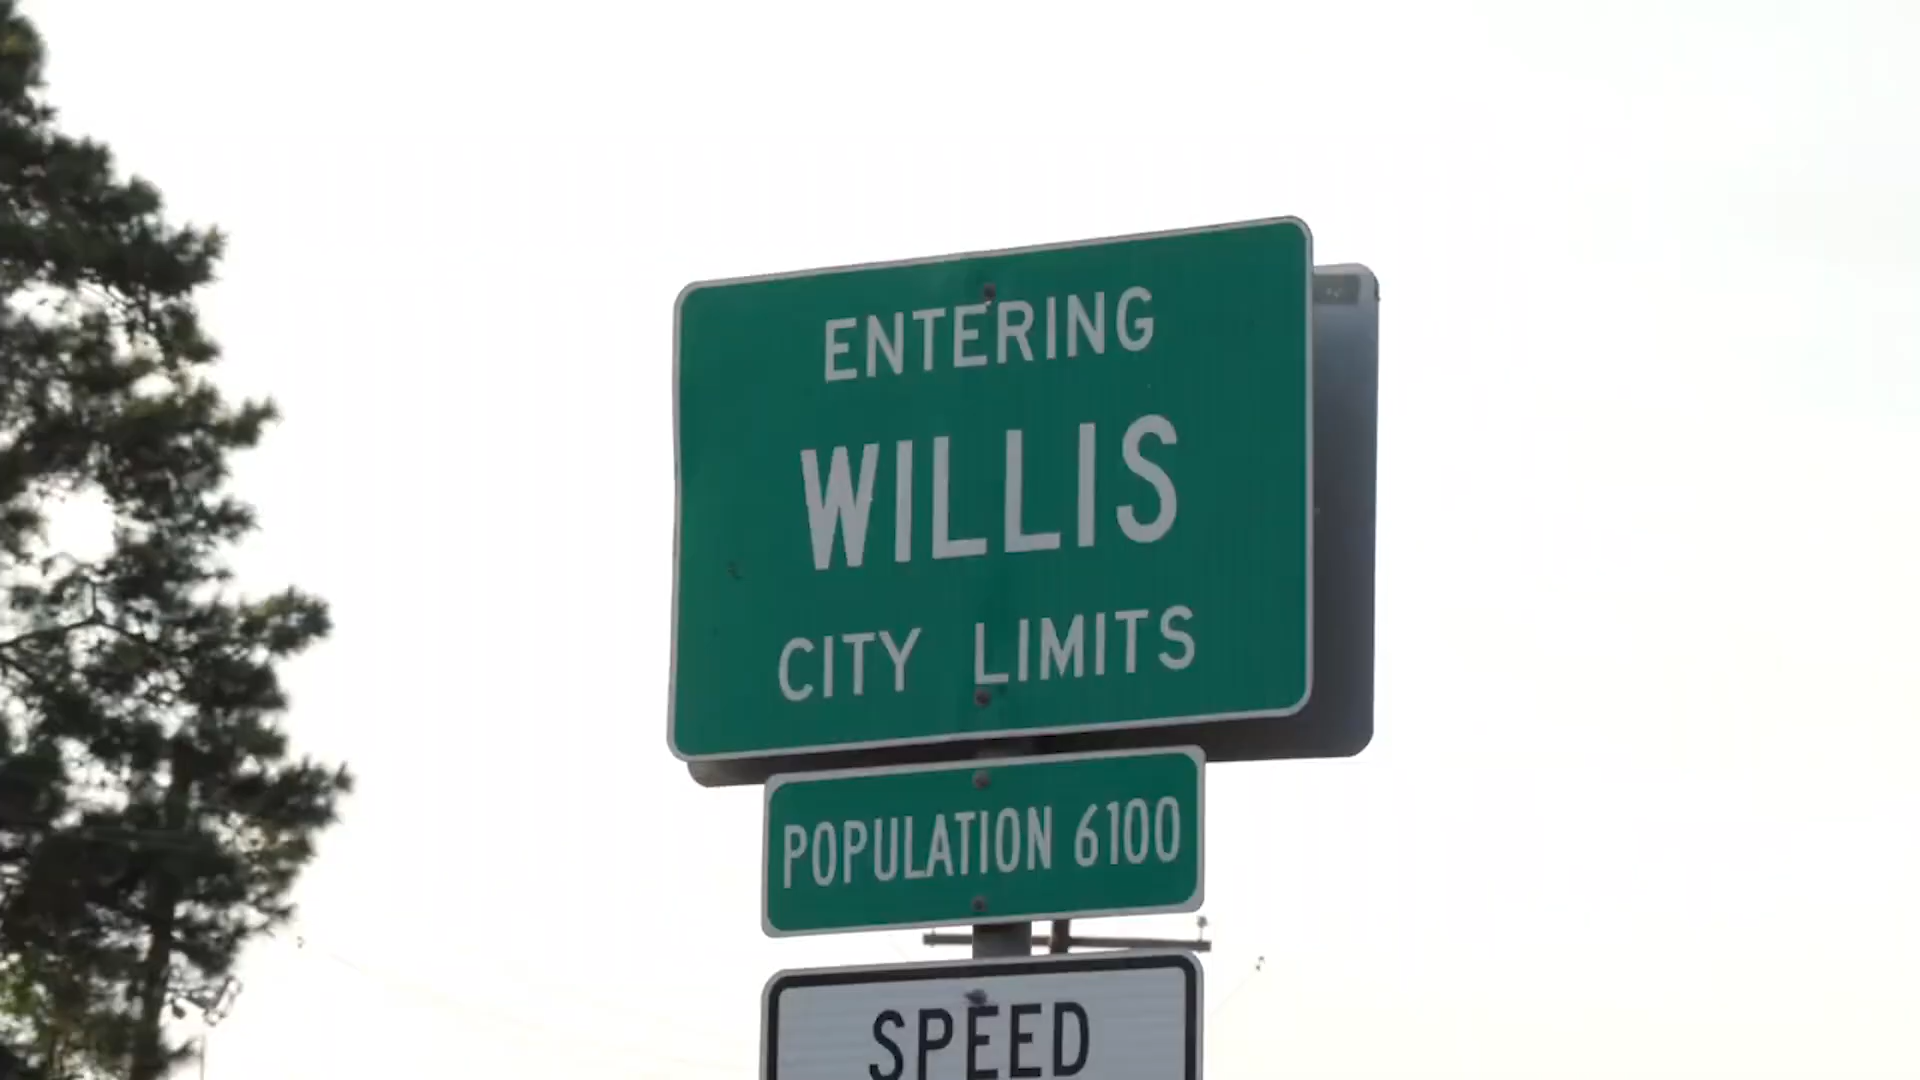 ENTERING
WILLIS
CITY LIMITS
POPULATION 6100
SPEED